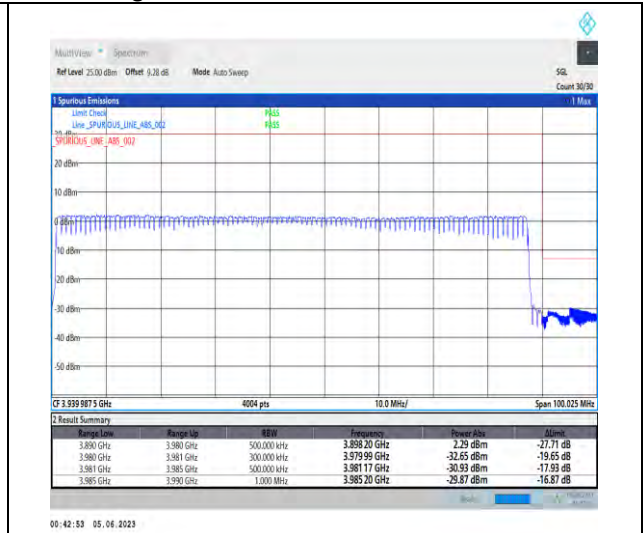 MultiView Spectrum
Ref Level 25.00 dBm Offset 9.28 dB Mode Auto Sweep SGL
Count 30/30
1 Spurious Emissions 1 Max
Limit Check PASS
Line _SPURIOUS_LINE_ABS_002 PASS
_SPURIOUS_LINE_ABS_002
20 dBm
10 dBm
0 dBm
-10 dBm
-20 dBm
-30 dBm
-40 dBm
-50 dBm
CF 3.939 987 5 GHz 4004 pts 10.0 MHz/ Span 100.025 MHz
2 Result Summary
Range Low Range Up RBW Frequency Power Abs ΔLimit
3.890 GHz 3.980 GHz 500.000 kHz 3.898 20 GHz 2.29 dBm -27.71 dB
3.980 GHz 3.981 GHz 300.000 kHz 3.979 99 GHz -32.65 dBm -19.65 dB
3.981 GHz 3.985 GHz 500.000 kHz 3.981 17 GHz -30.93 dBm -17.93 dB
3.985 GHz 3.990 GHz 1.000 MHz 3.985 20 GHz -29.87 dBm -16.87 dB
00:42:53 05.06.2023